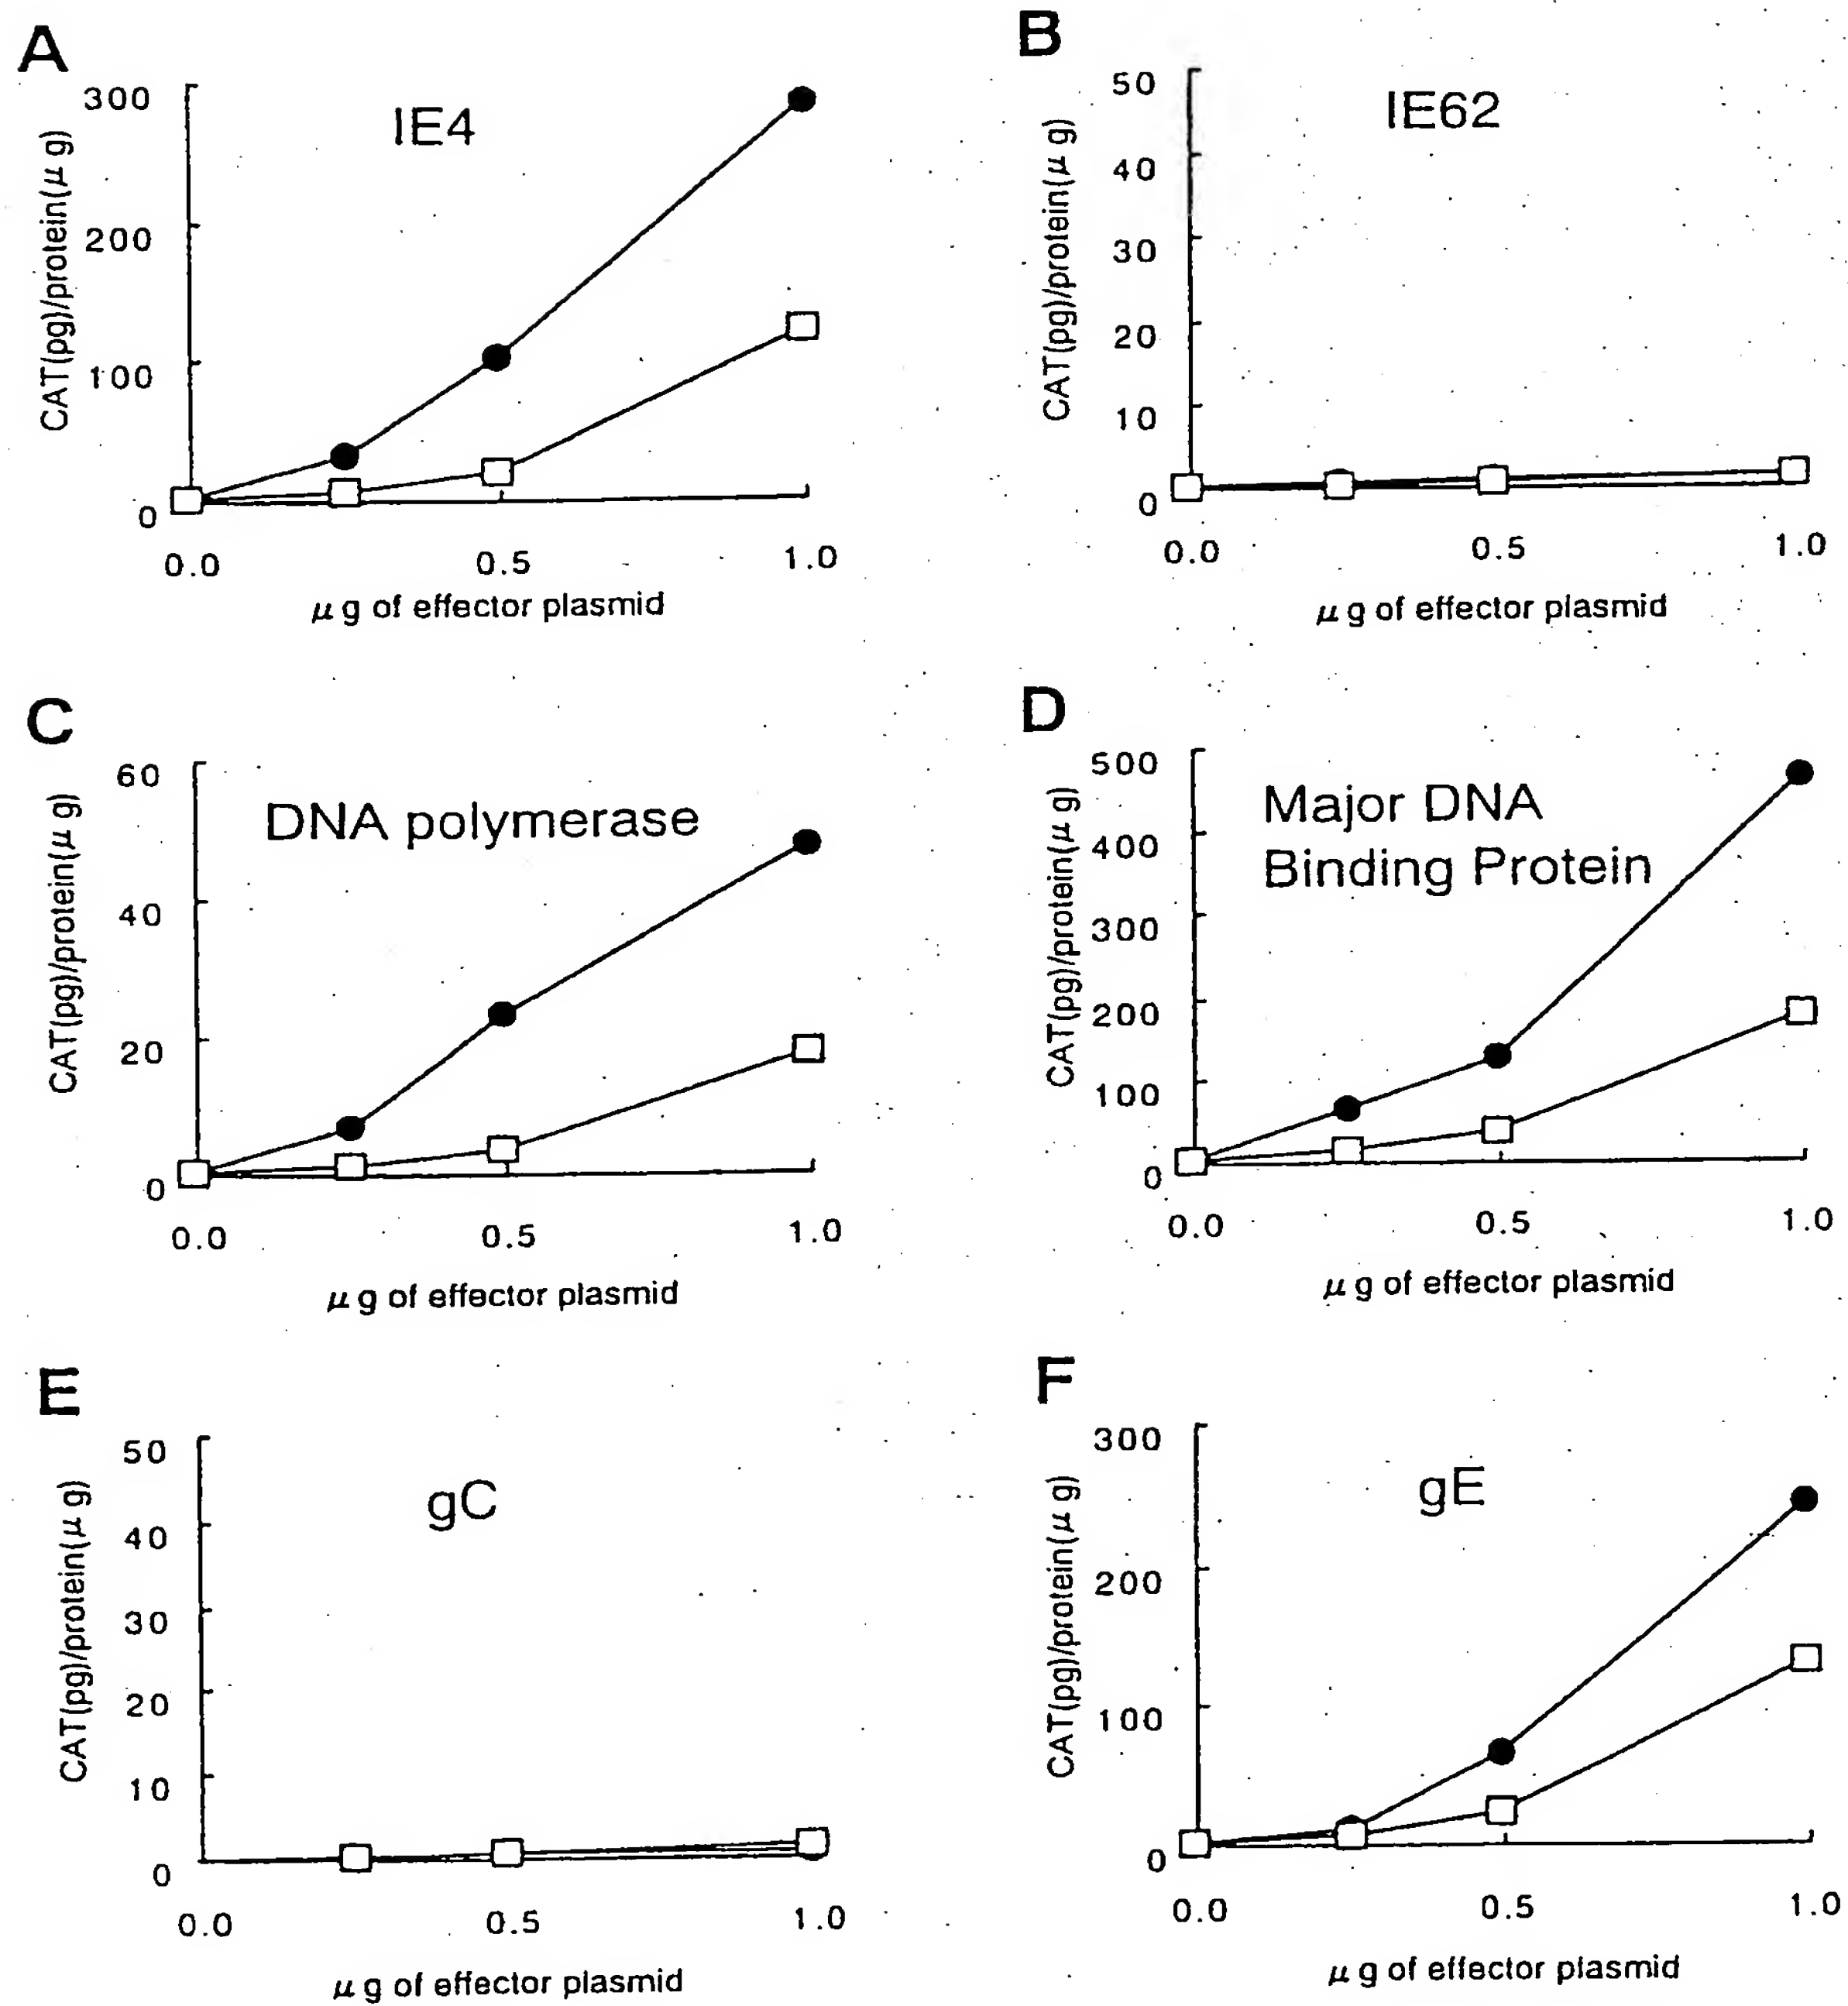 A
300
200
100
0
CAT(pg)/protein(μ g)
IE4
0.0 0.5 1.0
μ g of effector plasmid
B
50
40
30
20
10
0
CAT(pg)/protein(μ g)
IE62
0.0 0.5 1.0
μ g of effector plasmid
C
60
40
20
0
CAT(pg)/protein(μ g)
DNA polymerase
0.0 0.5 1.0
μ g of effector plasmid
D
500
400
300
200
100
0
CAT(pg)/protein(μ g)
Major DNA
Binding Protein
0.0 0.5 1.0
μ g of effector plasmid
E
50
40
30
20
10
0
CAT(pg)/protein(μ g)
gC
0.0 0.5 1.0
μ g of effector plasmid
F
300
200
100
0
CAT(pg)/protein(μ g)
gE
0.0 0.5 1.0
μ g of effector plasmid